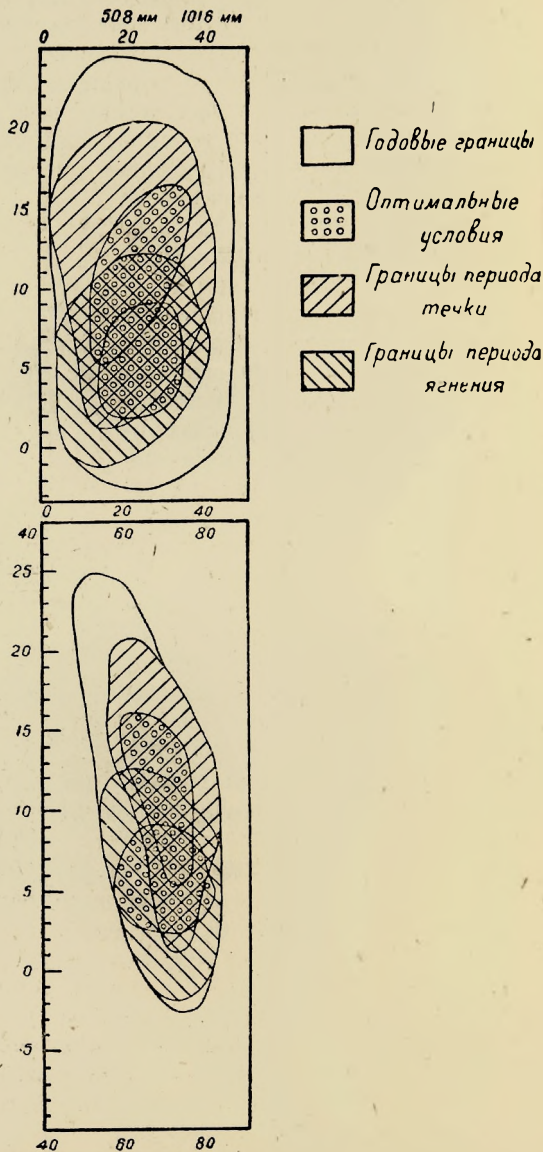 508 мм 1016 мм
0 20 40
20
15
10
5
0
0 20 40
Годовые границы
Оптимальные
условия
Границы периода
течки
Границы периода
ягнения
40 60 80
25
20
15
10
5
0
-5
40 60 80